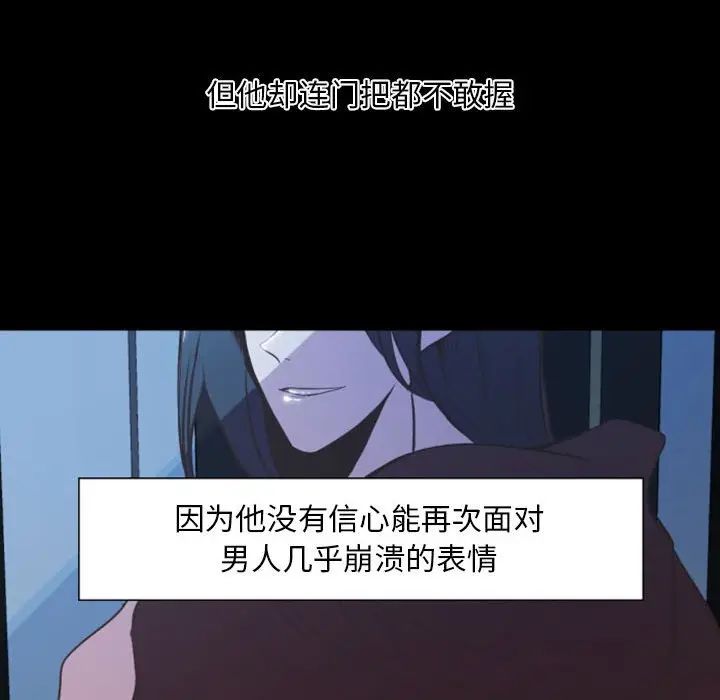 但他却连门把都不敢握
因为他没有信心能再次面对
男人几乎崩溃的表情